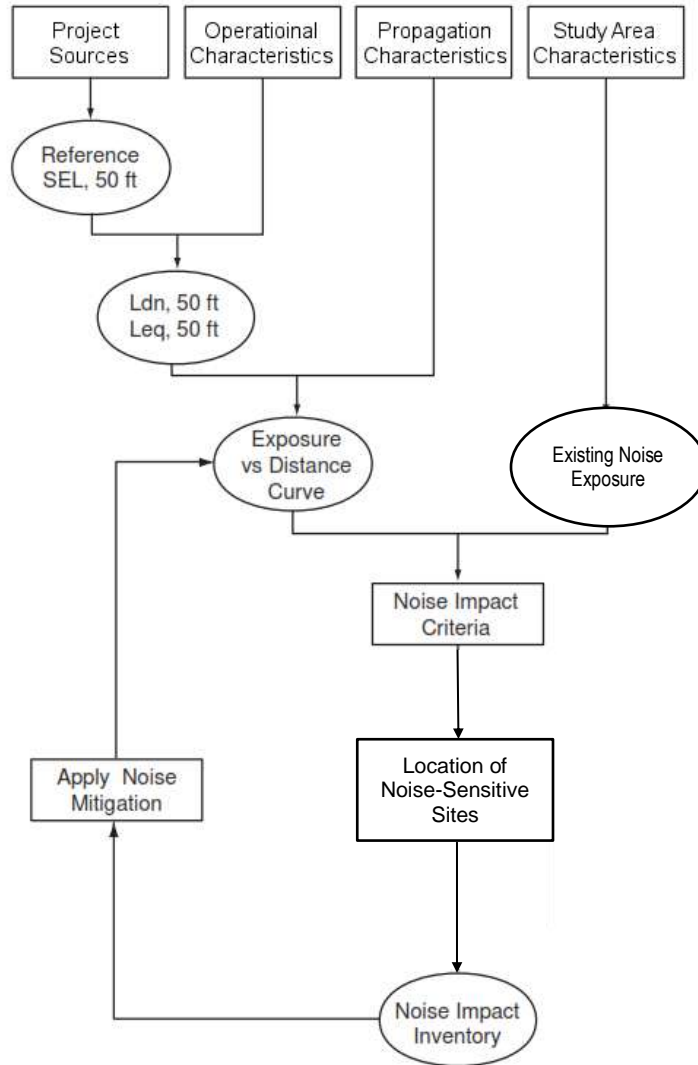 Project
Sources
Operatioinal
Characteristics
Propagation
Characteristics
Study Area
Characteristics
Reference
SEL, 50 ft
Ldn, 50 ft
Leq, 50 ft
Exposure
vs Distance
Curve
Existing Noise
Exposure
Noise Impact
Criteria
Apply Noise
Mitigation
Location of
Noise-Sensitive
Sites
Noise Impact
Inventory